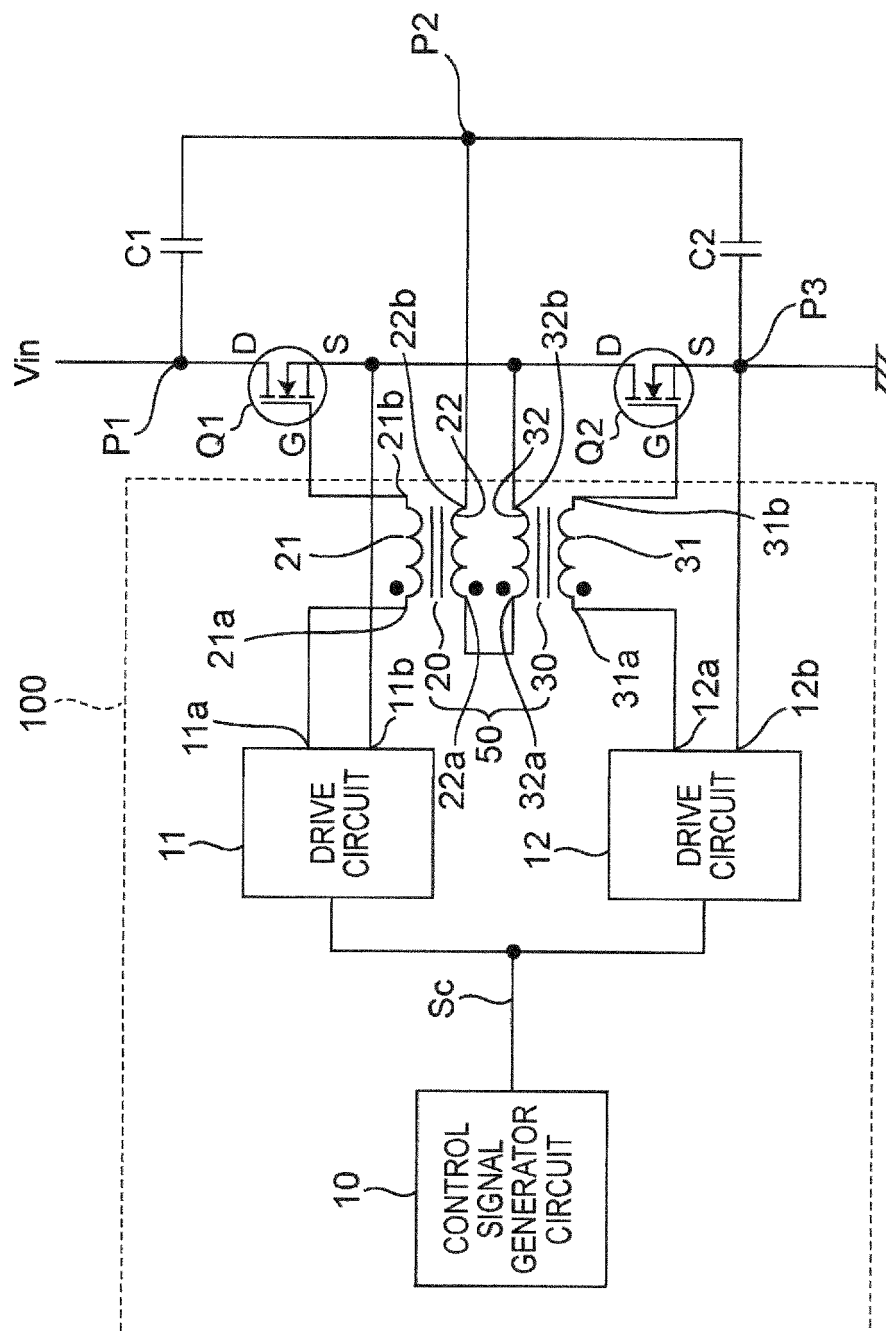 Vin
P1
C1
D
Q1
S
G
P2
100
11a
21a
21b
11
DRIVE
CIRCUIT
11b
21
22b
20
22
50
22a
32
32b
32a
30
10
CONTROL
SIGNAL
GENERATOR
CIRCUIT
Sc
12
DRIVE
CIRCUIT
12a
12b
31a
31
31b
D
Q2
S
G
C2
P3